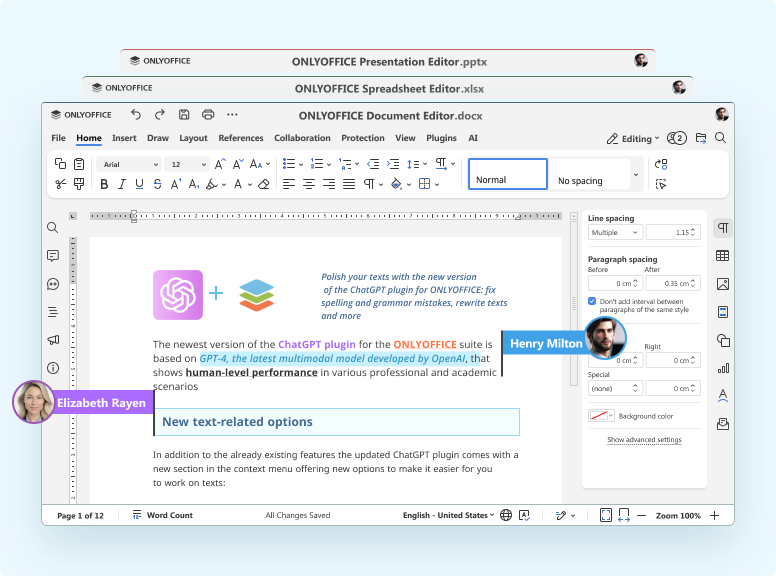 ONLYOFFICE
ONLYOFFICE Presentation Editor.pptx
ONLYOFFICE
ONLYOFFICE Spreadsheet Editor.xlsx
ONLYOFFICE
ONLYOFFICE Document Editor.docx
File Home Insert Draw Layout References Collaboration Protection View Plugins AI
Editing
2
Arial 12
Normal
No spacing
Line spacing
Multiple 1.15
Paragraph spacing
Before After
0 cm 0.35 cm
Don't add interval between
paragraphs of the same style
Right
0 cm 0 cm
Special
(none) 0 cm
Background color
Show advanced settings
Polish your texts with the new version
of the ChatGPT plugin for ONLYOFFICE; fix
spelling and grammar mistakes, rewrite texts
and more
The newest version of the ChatGPT plugin for the ONLYOFFICE suite is
based on GPT-4, the latest multimodal model developed by OpenAI, that
shows human-level performance in various professional and academic
scenarios
Henry Milton
Elizabeth Rayen
New text-related options
In addition to the already existing features the updated ChatGPT plugin comes with a
new section in the context menu offering new options to make it easier for you
to work on texts:
Page 1 of 12 Word Count All Changes Saved English - United States Zoom 100%